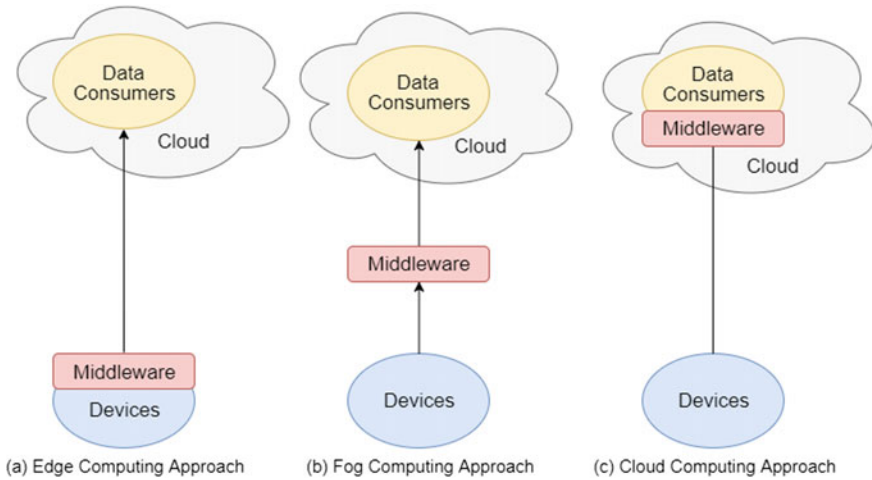 Data
Consumers
Cloud
Middleware
Devices
(a) Edge Computing Approach
Data
Consumers
Cloud
Middleware
Devices
(b) Fog Computing Approach
Data
Consumers
Middleware
Cloud
Devices
(c) Cloud Computing Approach